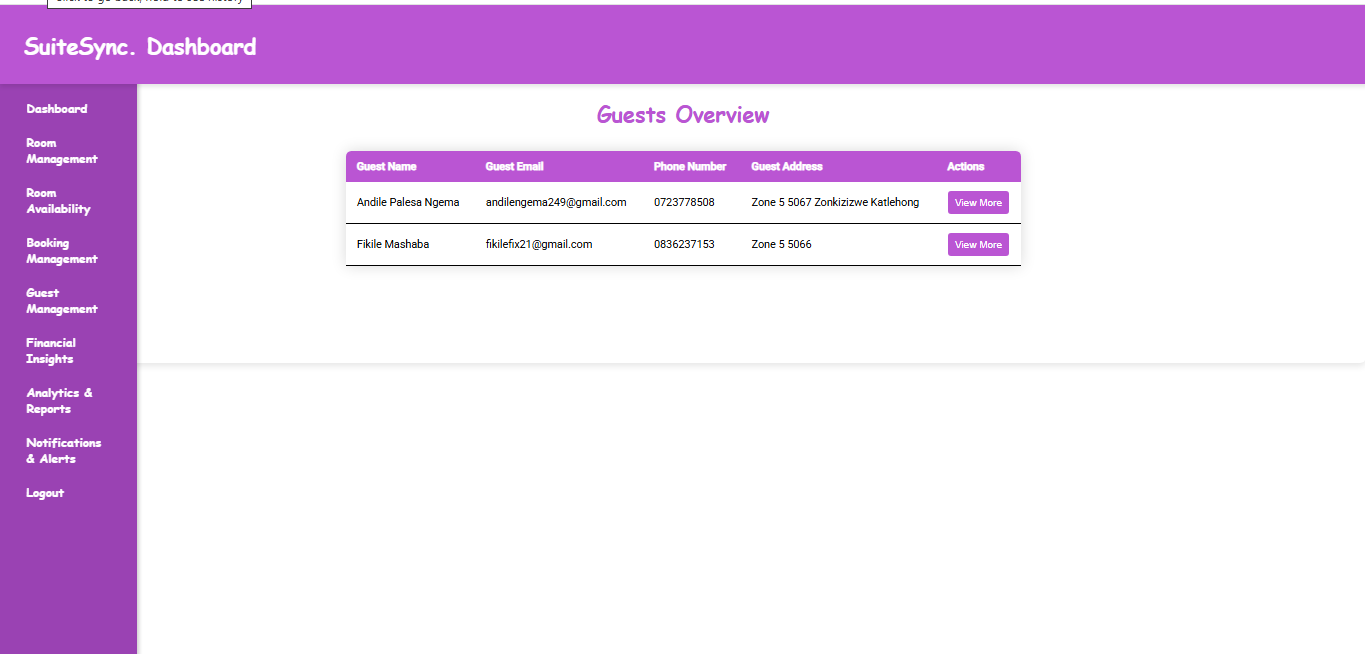 SuiteSync. Dashboard
Dashboard
Room
Management
Room
Availability
Booking
Management
Guest
Management
Financial
Insights
Analytics &
Reports
Notifications
& Alerts
Logout
Guests Overview
Guest Name Guest Email Phone Number Guest Address Actions
Andile Palesa Ngema andilengema249@gmail.com 0723778508 Zone 5 5067 Zonkizizwe Katlehong View More
Fikile Mashaba fikilefix21@gmail.com 0836237153 Zone 5 5066 View More